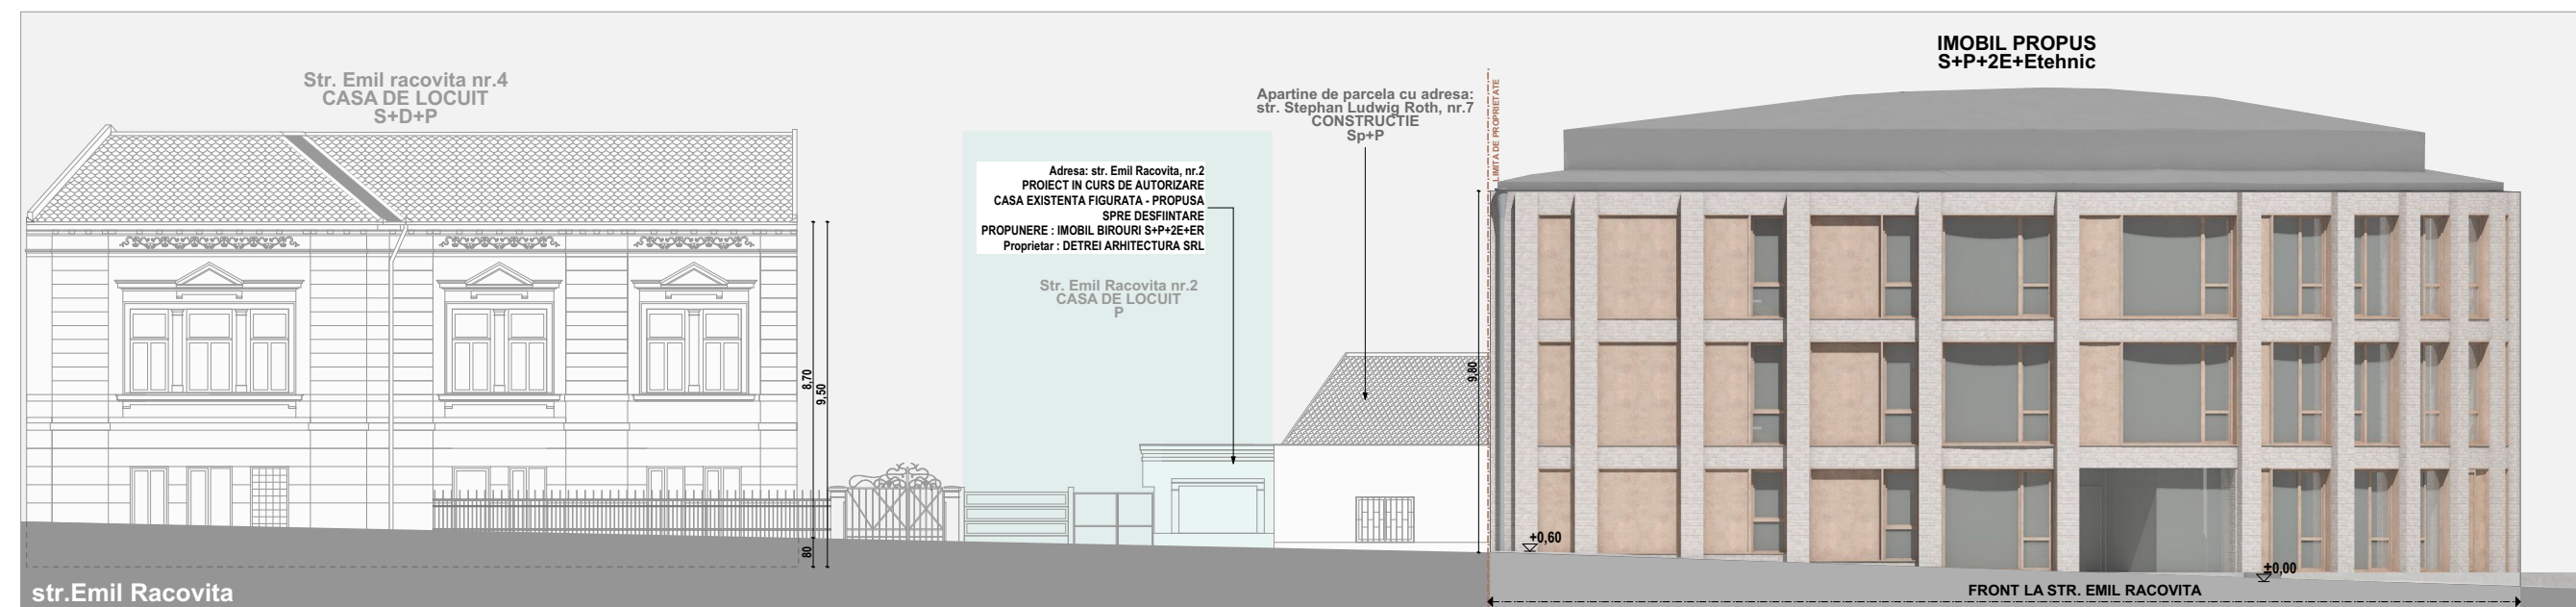 Str. Emil racovita nr.4
CASA DE LOCUIT
S+D+P
Adresa: str. Emil Racovita, nr.2
PROIECT IN CURS DE AUTORIZARE
CASA EXISTENTA FIGURATA - PROPUSA
SPRE DESFIINTARE
PROPUNERE : IMOBIL BIROURI S+P+2E+ER
Proprietar : DETREI ARHITECTURA SRL
Str. Emil Racovita nr.2
CASA DE LOCUIT
P
Apartine de parcela cu adresa:
str. Stephan Ludwig Roth, nr.7
CONSTRUCTIE
Sp+P
LIMITA DE PROPRIETATE
IMOBIL PROPUS
S+P+2E+Etehnic
8,70
9,50
80
9,80
+0,60
±0,00
str.Emil Racovita
FRONT LA STR. EMIL RACOVITA